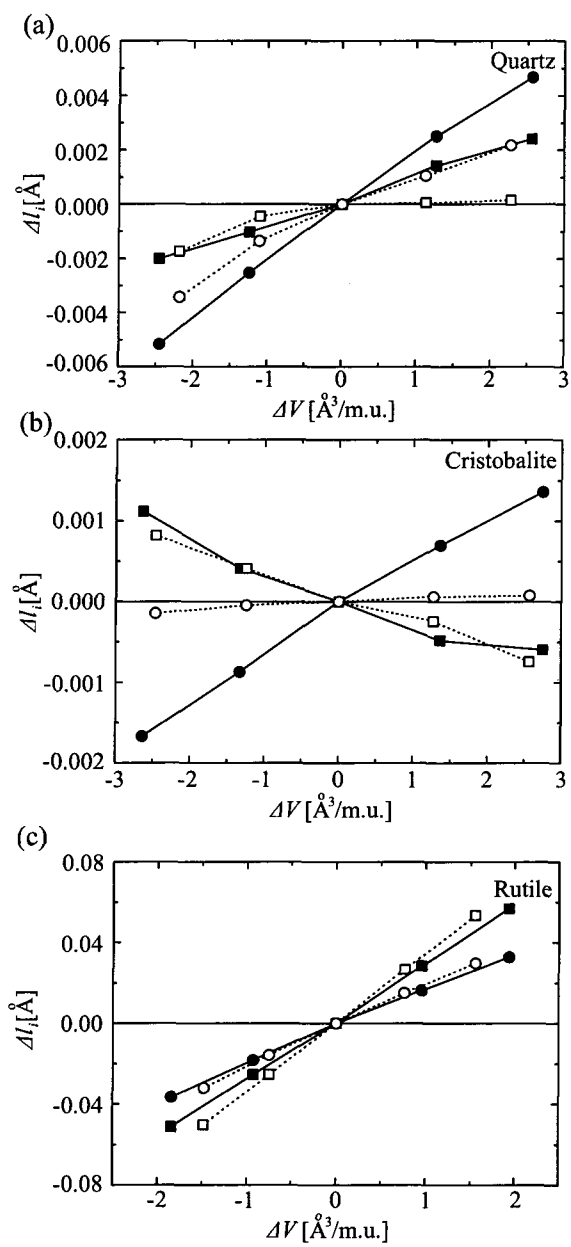 (a)
0.006
Quartz
0.004
0.002
0.000
-0.002
-0.004
-0.006
Δl_i[Å]
-3 -2 -1 0 1 2 3
ΔV[Å³/m.u.]
(b)
0.002
Cristobalite
0.001
0.000
-0.001
-0.002
Δl_i[Å]
-3 -2 -1 0 1 2 3
ΔV[Å³/m.u.]
(c)
0.08
Rutile
0.04
0.00
-0.04
-0.08
Δl_i[Å]
-2 -1 0 1 2
ΔV[Å³/m.u.]